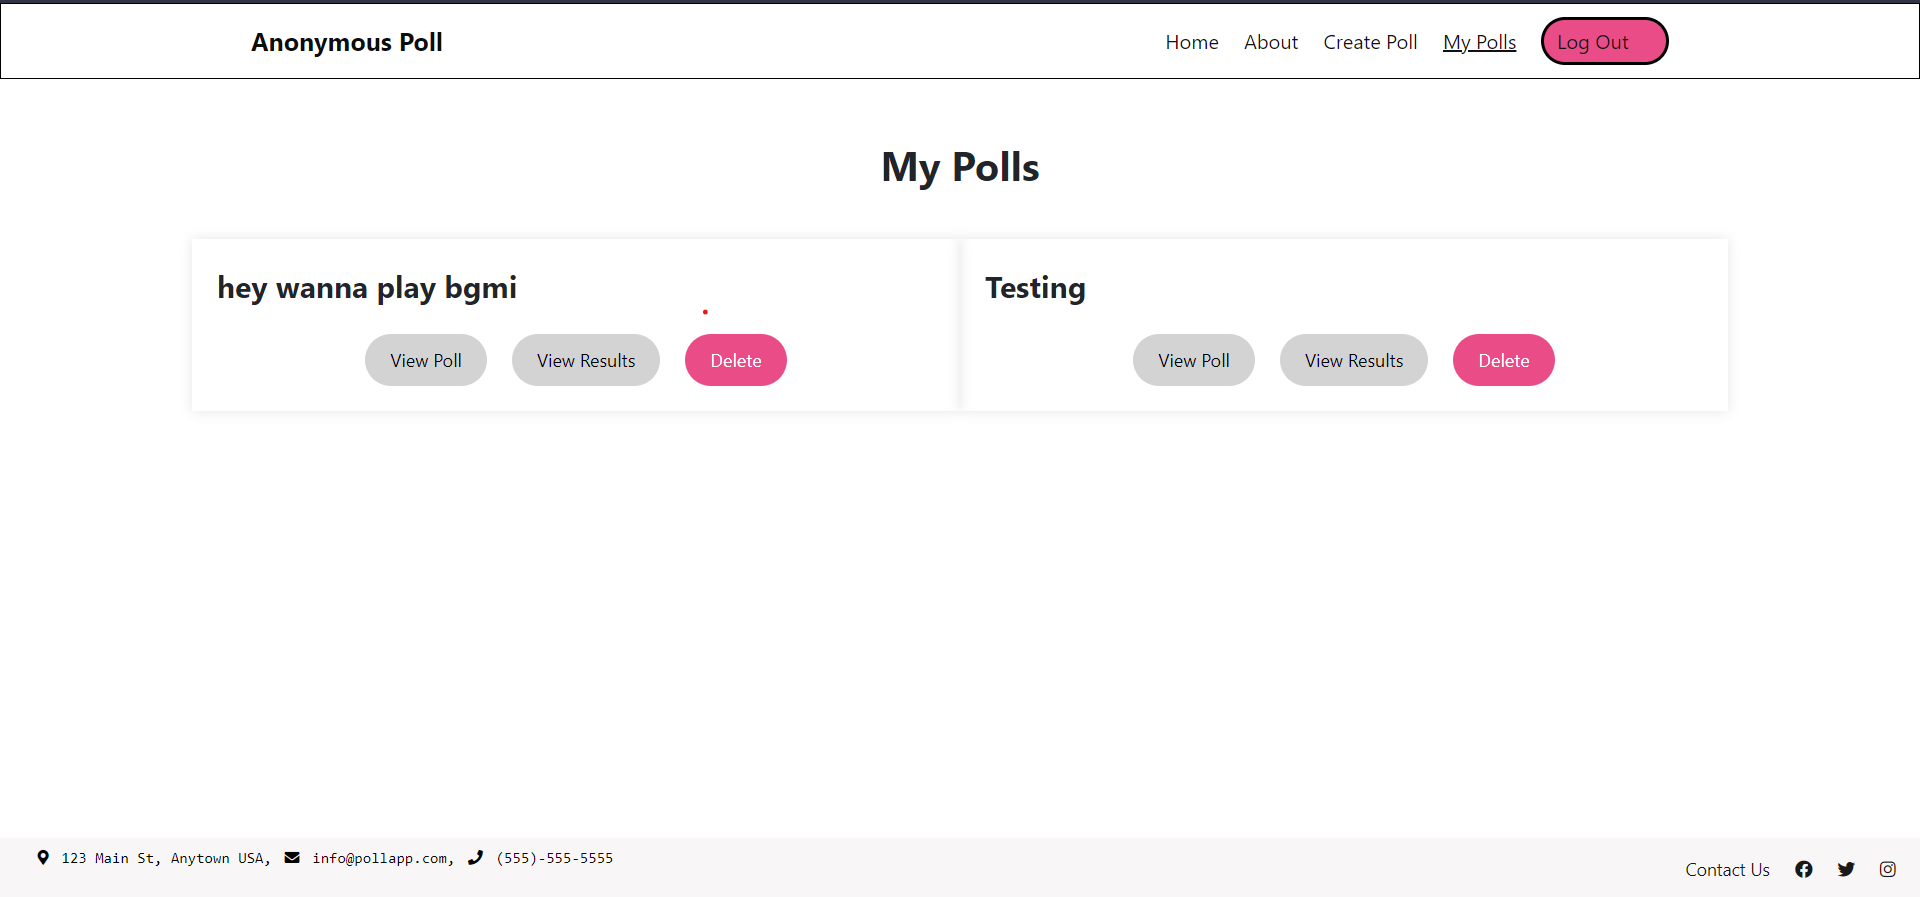 Anonymous Poll
Home About Create Poll My Polls Log Out
My Polls
hey wanna play bgmi
View Poll View Results Delete
Testing
View Poll View Results Delete
123 Main St, Anytown USA, info@pollapp.com, (555)-555-5555
Contact Us